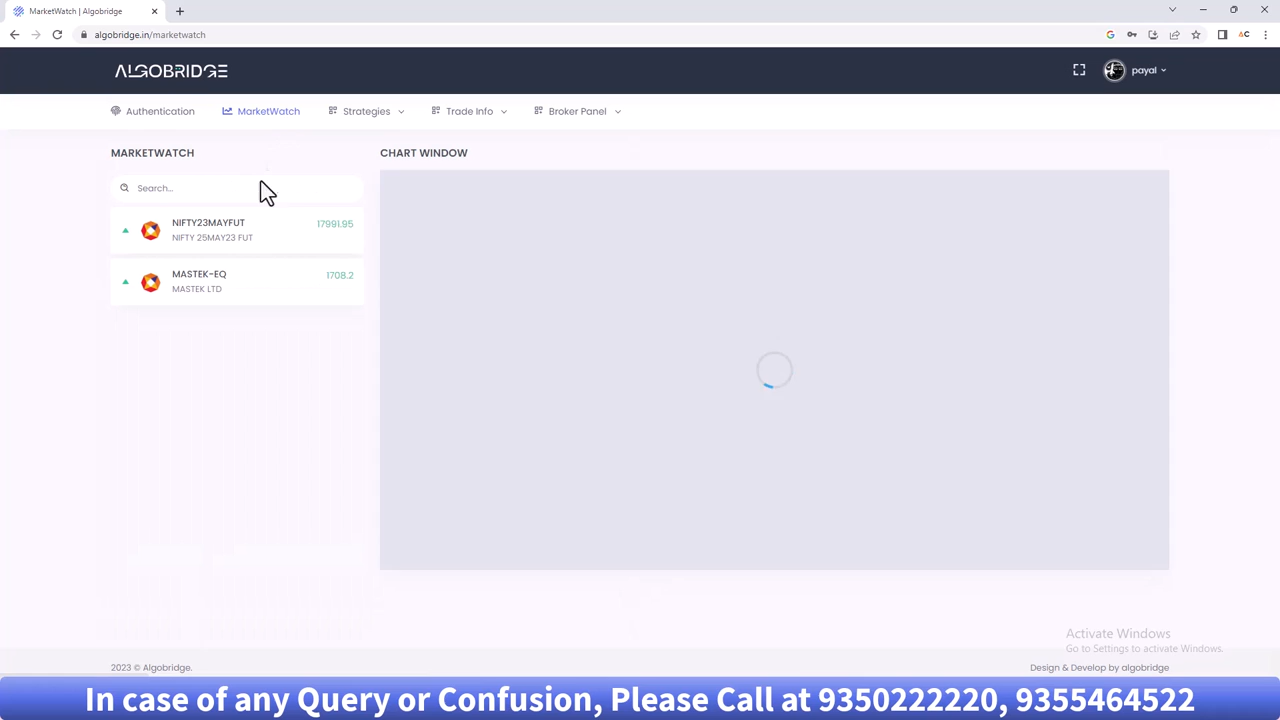 MarketWatch | Algobridge
algobridge.in/marketwatch
ALGOBRIDGE
payal
Authentication
MarketWatch
Strategies
Trade Info
Broker Panel
MARKETWATCH
CHART WINDOW
Search...
NIFTY23MAYFUT
17991.95
NIFTY 25MAY23 FUT
MASTEK-EQ
1708.2
MASTEK LTD
Activate Windows
Go to Settings to activate Windows.
2023 © Algobridge.
Design & Develop by algobridge
In case of any Query or Confusion, Please Call at 9350222220, 9355464522